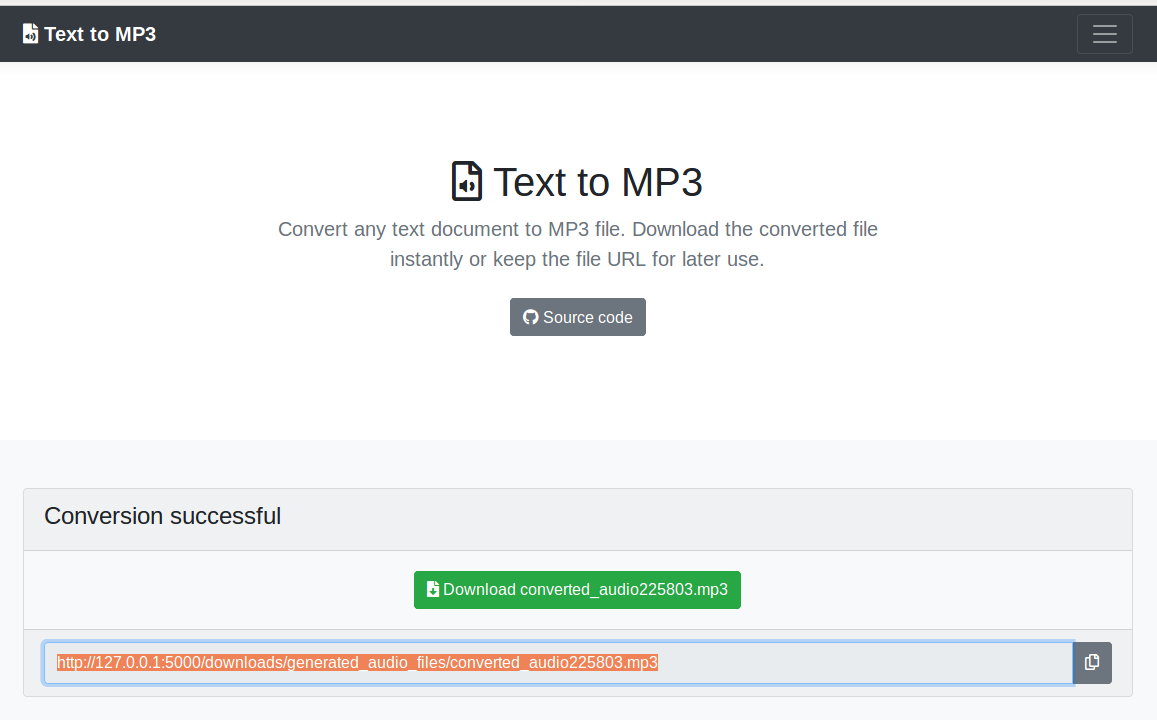 Text to MP3
Text to MP3
Convert any text document to MP3 file. Download the converted file
instantly or keep the file URL for later use.
Source code
Conversion successful
Download converted_audio225803.mp3
http://127.0.0.1:5000/downloads/generated_audio_files/converted_audio225803.mp3